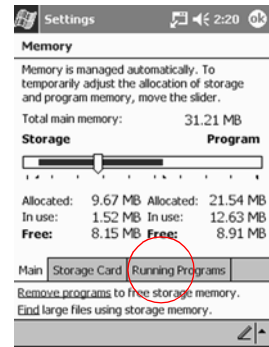 Settings 2:20 ok
Memory
Memory is managed automatically. To
temporarily adjust the allocation of storage
and program memory, move the slider.
Total main memory: 31.21 MB
Storage Program
Allocated: 9.67 MB Allocated: 21.54 MB
In use: 1.52 MB In use: 12.63 MB
Free: 8.15 MB Free: 8.91 MB
Main Storage Card Running Programs
Remove programs to free storage memory.
Find large files using storage memory.